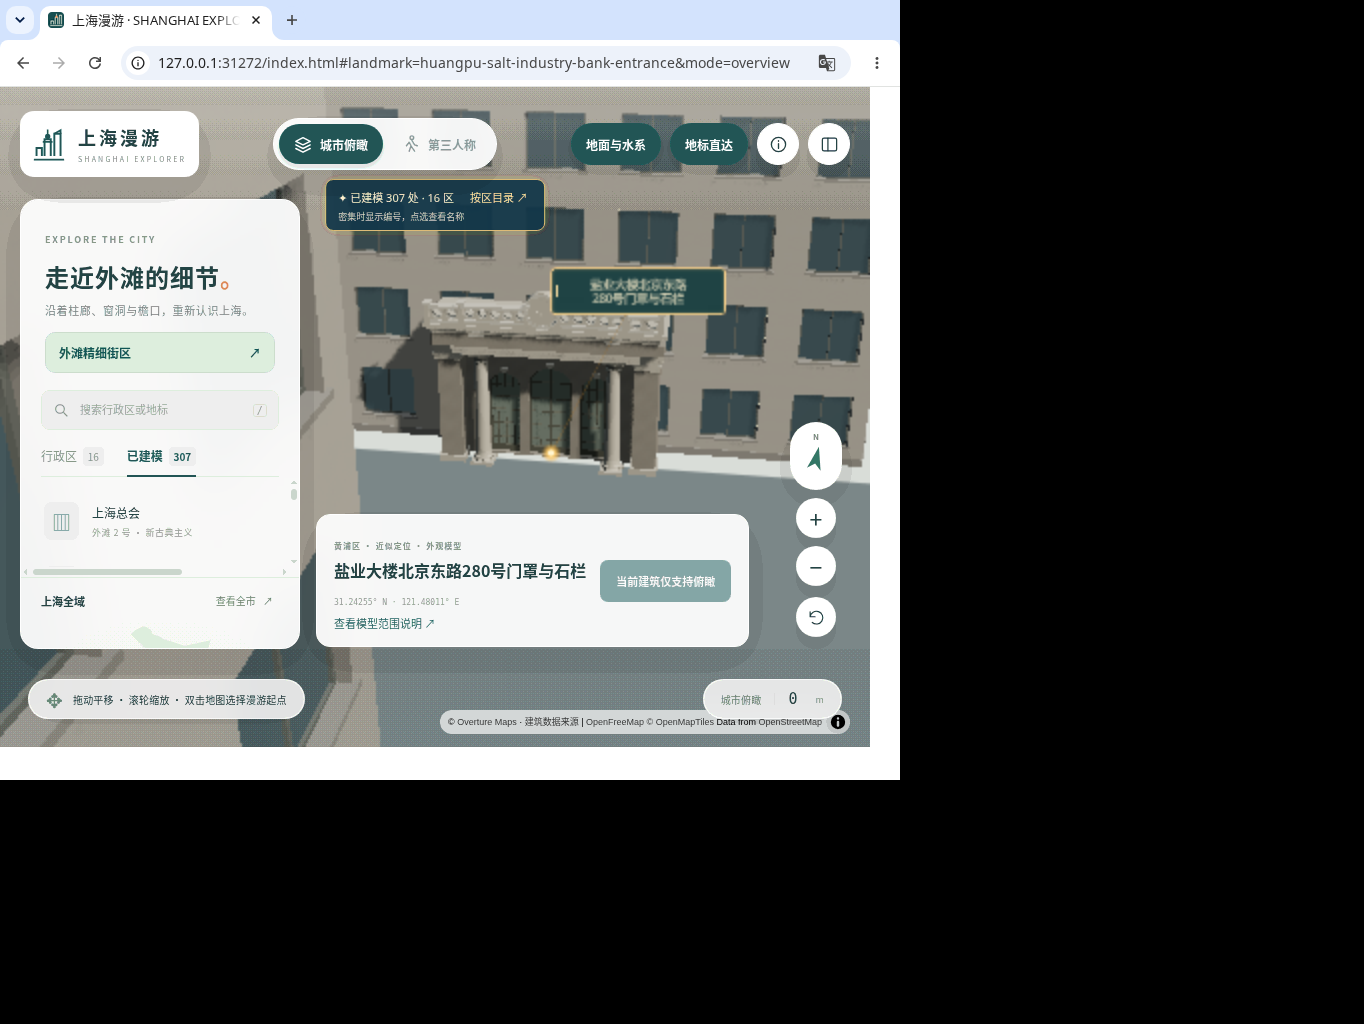 上海漫游 · SHANGHAI EXPLO
127.0.0.1:31272/index.html#landmark=huangpu-salt-industry-bank-entrance&mode=overview
上海漫游
SHANGHAI EXPLORER
城市俯瞰
第三人称
地面与水系
地标直达
✦ 已建模 307 处 · 16 区 按区目录 ↗
密集时显示编号，点选查看名称
EXPLORE THE CITY
走近外滩的细节。
沿着柱廊、窗洞与檐口，重新认识上海。
外滩精细街区 ↗
搜索行政区或地标 /
行政区 16 已建模 307
上海总会
外滩 2 号 · 新古典主义
上海全域 查看全市 ↗
盐业大楼北京东路
280号门罩与石栏
N
黄浦区 · 近似定位 · 外观模型
盐业大楼北京东路280号门罩与石栏
当前建筑仅支持俯瞰
31.24255° N · 121.48011° E
查看模型范围说明 ↗
拖动平移 · 滚轮缩放 · 双击地图选择漫游起点
城市俯瞰 0 m
© Overture Maps · 建筑数据来源 | OpenFreeMap © OpenMapTiles Data from OpenStreetMap